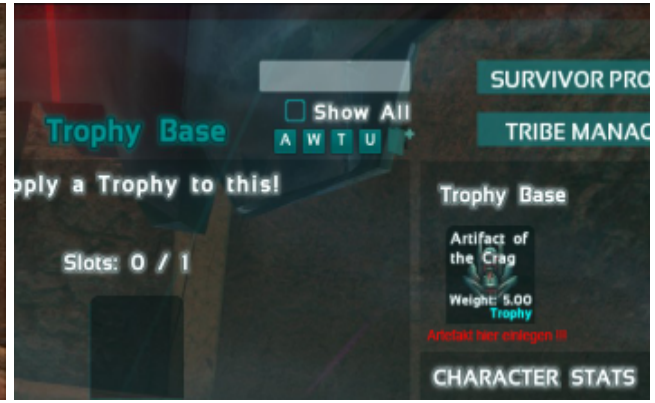 SURVIVOR PRO
Show All
Trophy Base
A W T U
TRIBE MANAC
pply a Trophy to this!
Trophy Base
Slots: 0 / 1
Artifact of
the Crag
Weight: 5.00
Trophy
Artefakt hier einlegen !!!
CHARACTER STATS